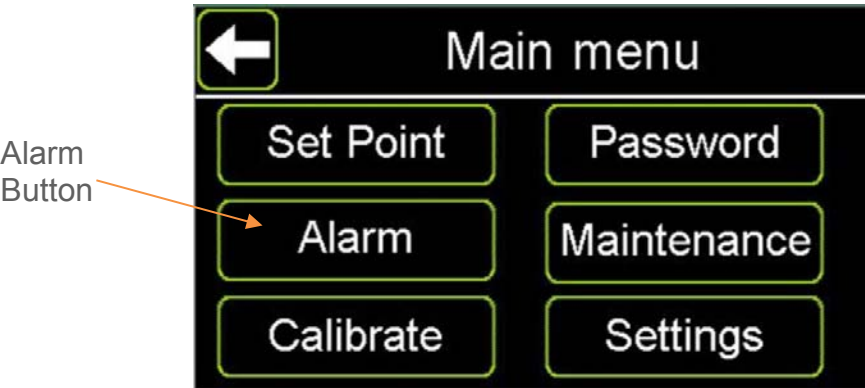 Main menu
Alarm
Button
Set Point
Password
Alarm
Maintenance
Calibrate
Settings